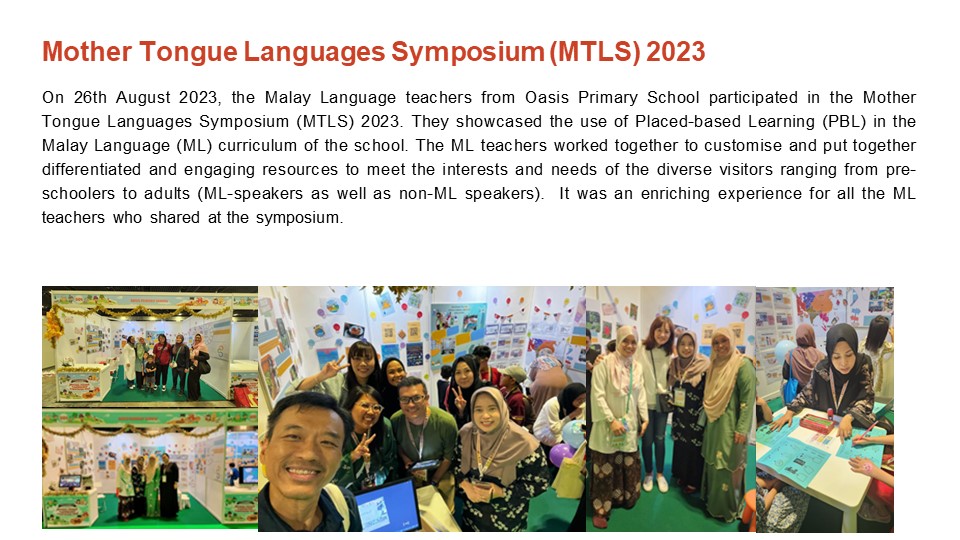 Mother Tongue Languages Symposium (MTLS) 2023
On 26th August 2023, the Malay Language teachers from Oasis Primary School participated in the Mother
Tongue Languages Symposium (MTLS) 2023. They showcased the use of Placed-based Learning (PBL) in the
Malay Language (ML) curriculum of the school. The ML teachers worked together to customise and put together
differentiated and engaging resources to meet the interests and needs of the diverse visitors ranging from pre-
schoolers to adults (ML-speakers as well as non-ML speakers).  It was an enriching experience for all the ML
teachers who shared at the symposium.